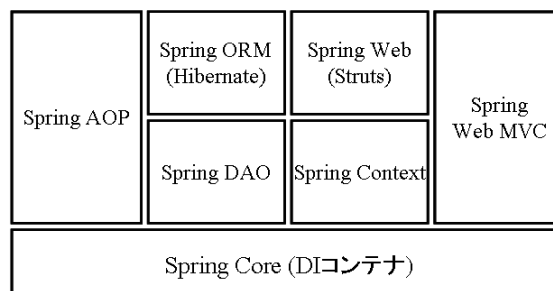 Spring AOP
Spring ORM
(Hibernate)
Spring Web
(Struts)
Spring
Web MVC
Spring DAO
Spring Context
Spring Core (DIコンテナ)